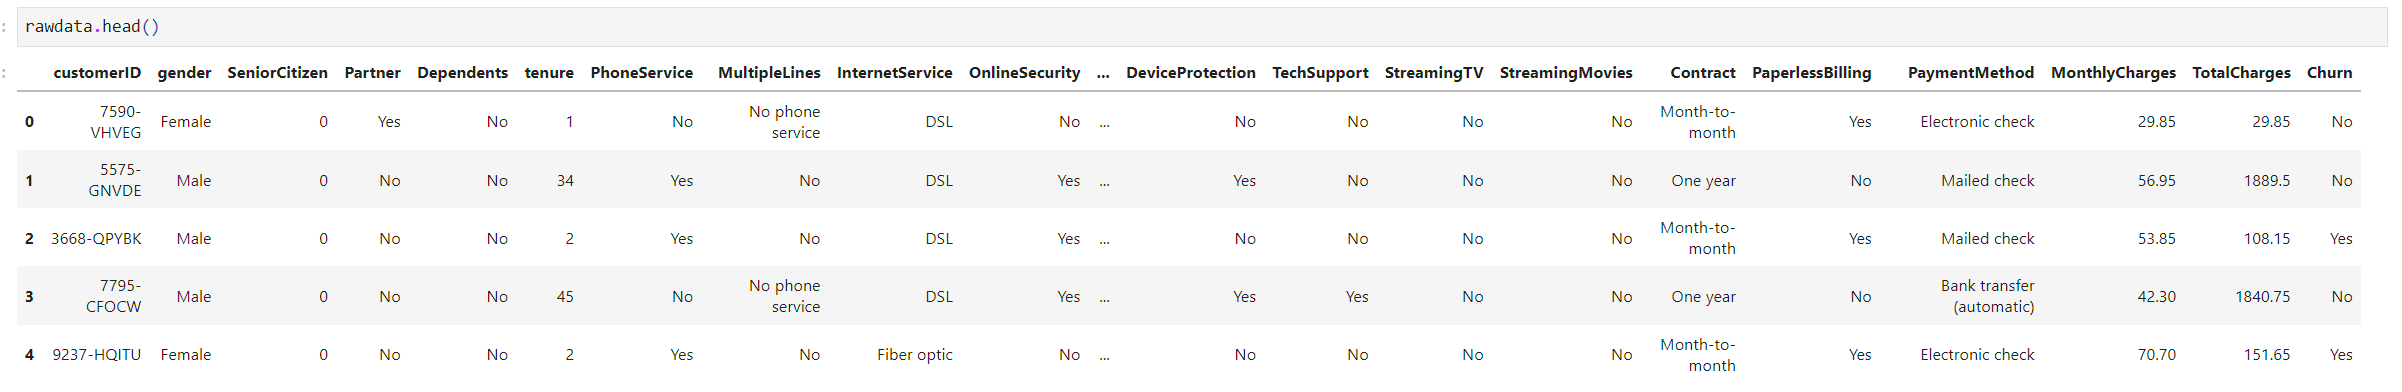 rawdata.head()
customerID gender SeniorCitizen Partner Dependents tenure PhoneService MultipleLines InternetService OnlineSecurity ... DeviceProtection TechSupport StreamingTV StreamingMovies Contract PaperlessBilling PaymentMethod MonthlyCharges TotalCharges Churn
0 7590-VHVEG Female 0 Yes No 1 No No phone service DSL No ... No No No No Month-to-month Yes Electronic check 29.85 29.85 No
1 5575-GNVDE Male 0 No No 34 Yes No DSL Yes ... Yes No No No One year No Mailed check 56.95 1889.5 No
2 3668-QPYBK Male 0 No No 2 Yes No DSL Yes ... No No No No Month-to-month Yes Mailed check 53.85 108.15 Yes
3 7795-CFOCW Male 0 No No 45 No No phone service DSL Yes ... Yes Yes No No One year No Bank transfer (automatic) 42.30 1840.75 No
4 9237-HQITU Female 0 No No 2 Yes No Fiber optic No ... No No No No Month-to-month Yes Electronic check 70.70 151.65 Yes